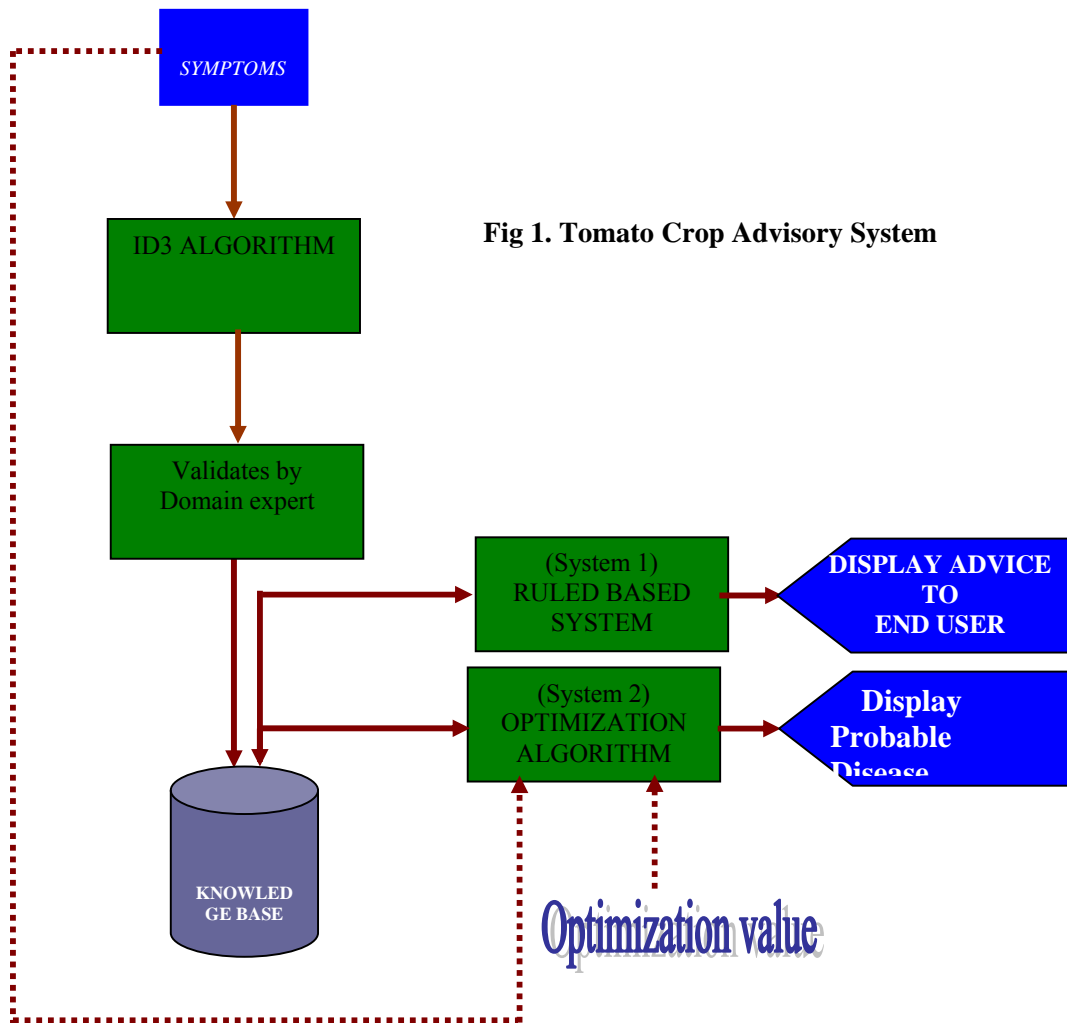 SYMPTOMS
ID3 ALGORITHM
Fig 1. Tomato Crop Advisory System
Validates by
Domain expert
(System 1)
RULED BASED
SYSTEM
DISPLAY ADVICE
TO
END USER
(System 2)
OPTIMIZATION
ALGORITHM
Display
Probable
Disease
KNOWLED
GE BASE
Optimization value